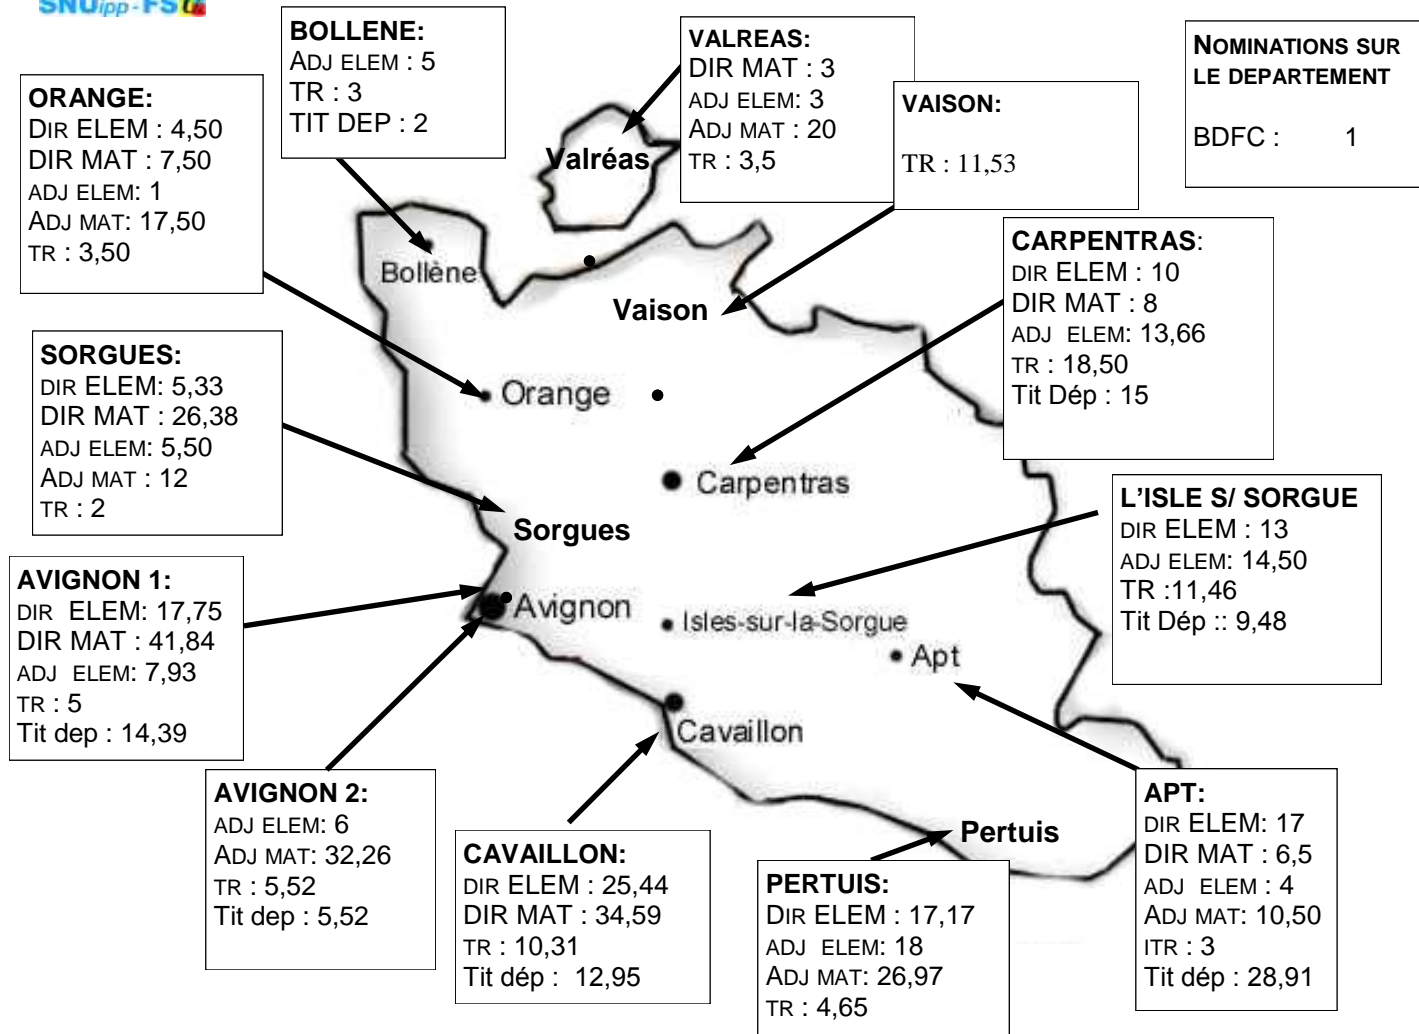 SNUipp-FSU
BOLLENE:
ADJ ELEM : 5
TR : 3
TIT DEP : 2
VALREAS:
DIR MAT : 3
ADJ ELEM: 3
ADJ MAT : 20
TR : 3,5
VAISON:
TR : 11,53
NOMINATIONS SUR
LE DEPARTEMENT
BDFC : 1
ORANGE:
DIR ELEM : 4,50
DIR MAT : 7,50
ADJ ELEM: 1
ADJ MAT: 17,50
TR : 3,50
CARPENTRAS:
DIR ELEM : 10
DIR MAT : 8
ADJ ELEM: 13,66
TR : 18,50
Tit Dép : 15
SORGUES:
DIR ELEM: 5,33
DIR MAT : 26,38
ADJ ELEM: 5,50
ADJ MAT : 12
TR : 2
L'ISLE S/ SORGUE
DIR ELEM : 13
ADJ ELEM: 14,50
TR :11,46
Tit Dép :: 9,48
AVIGNON 1:
DIR ELEM: 17,75
DIR MAT : 41,84
ADJ ELEM: 7,93
TR : 5
Tit dep : 14,39
AVIGNON 2:
ADJ ELEM: 6
ADJ MAT: 32,26
TR : 5,52
Tit dep : 5,52
CAVAILLON:
DIR ELEM : 25,44
DIR MAT : 34,59
TR : 10,31
Tit dép : 12,95
PERTUIS:
DIR ELEM : 17,17
ADJ ELEM: 18
ADJ MAT: 26,97
TR : 4,65
APT:
DIR ELEM: 17
DIR MAT : 6,5
ADJ ELEM : 4
ADJ MAT: 10,50
ITR : 3
Tit dép : 28,91
Valréas
Bollène
Vaison
Orange
Carpentras
Sorgues
Avignon
Isles-sur-la-Sorgue
Apt
Cavaillon
Pertuis